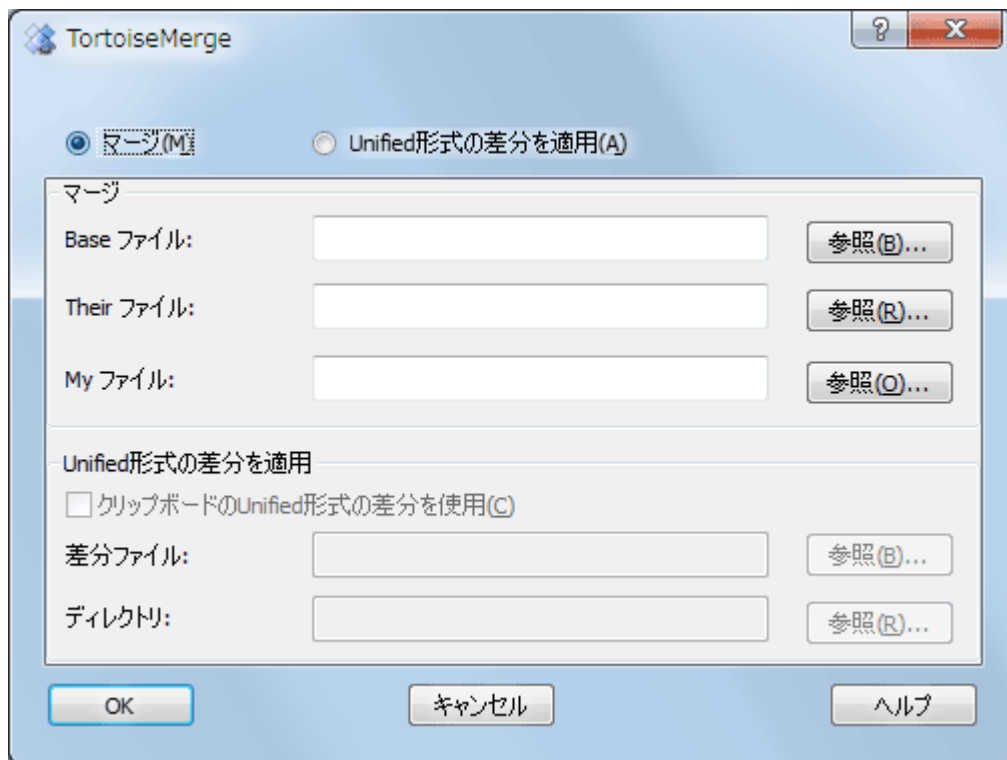 TortoiseMerge
マージ(M) Unified形式の差分を適用(A)
マージ
Base ファイル: 参照(B)...
Their ファイル: 参照(R)...
My ファイル: 参照(O)...
Unified形式の差分を適用
クリップボードのUnified形式の差分を使用(C)
差分ファイル: 参照(B)...
ディレクトリ: 参照(R)...
OK キャンセル ヘルプ